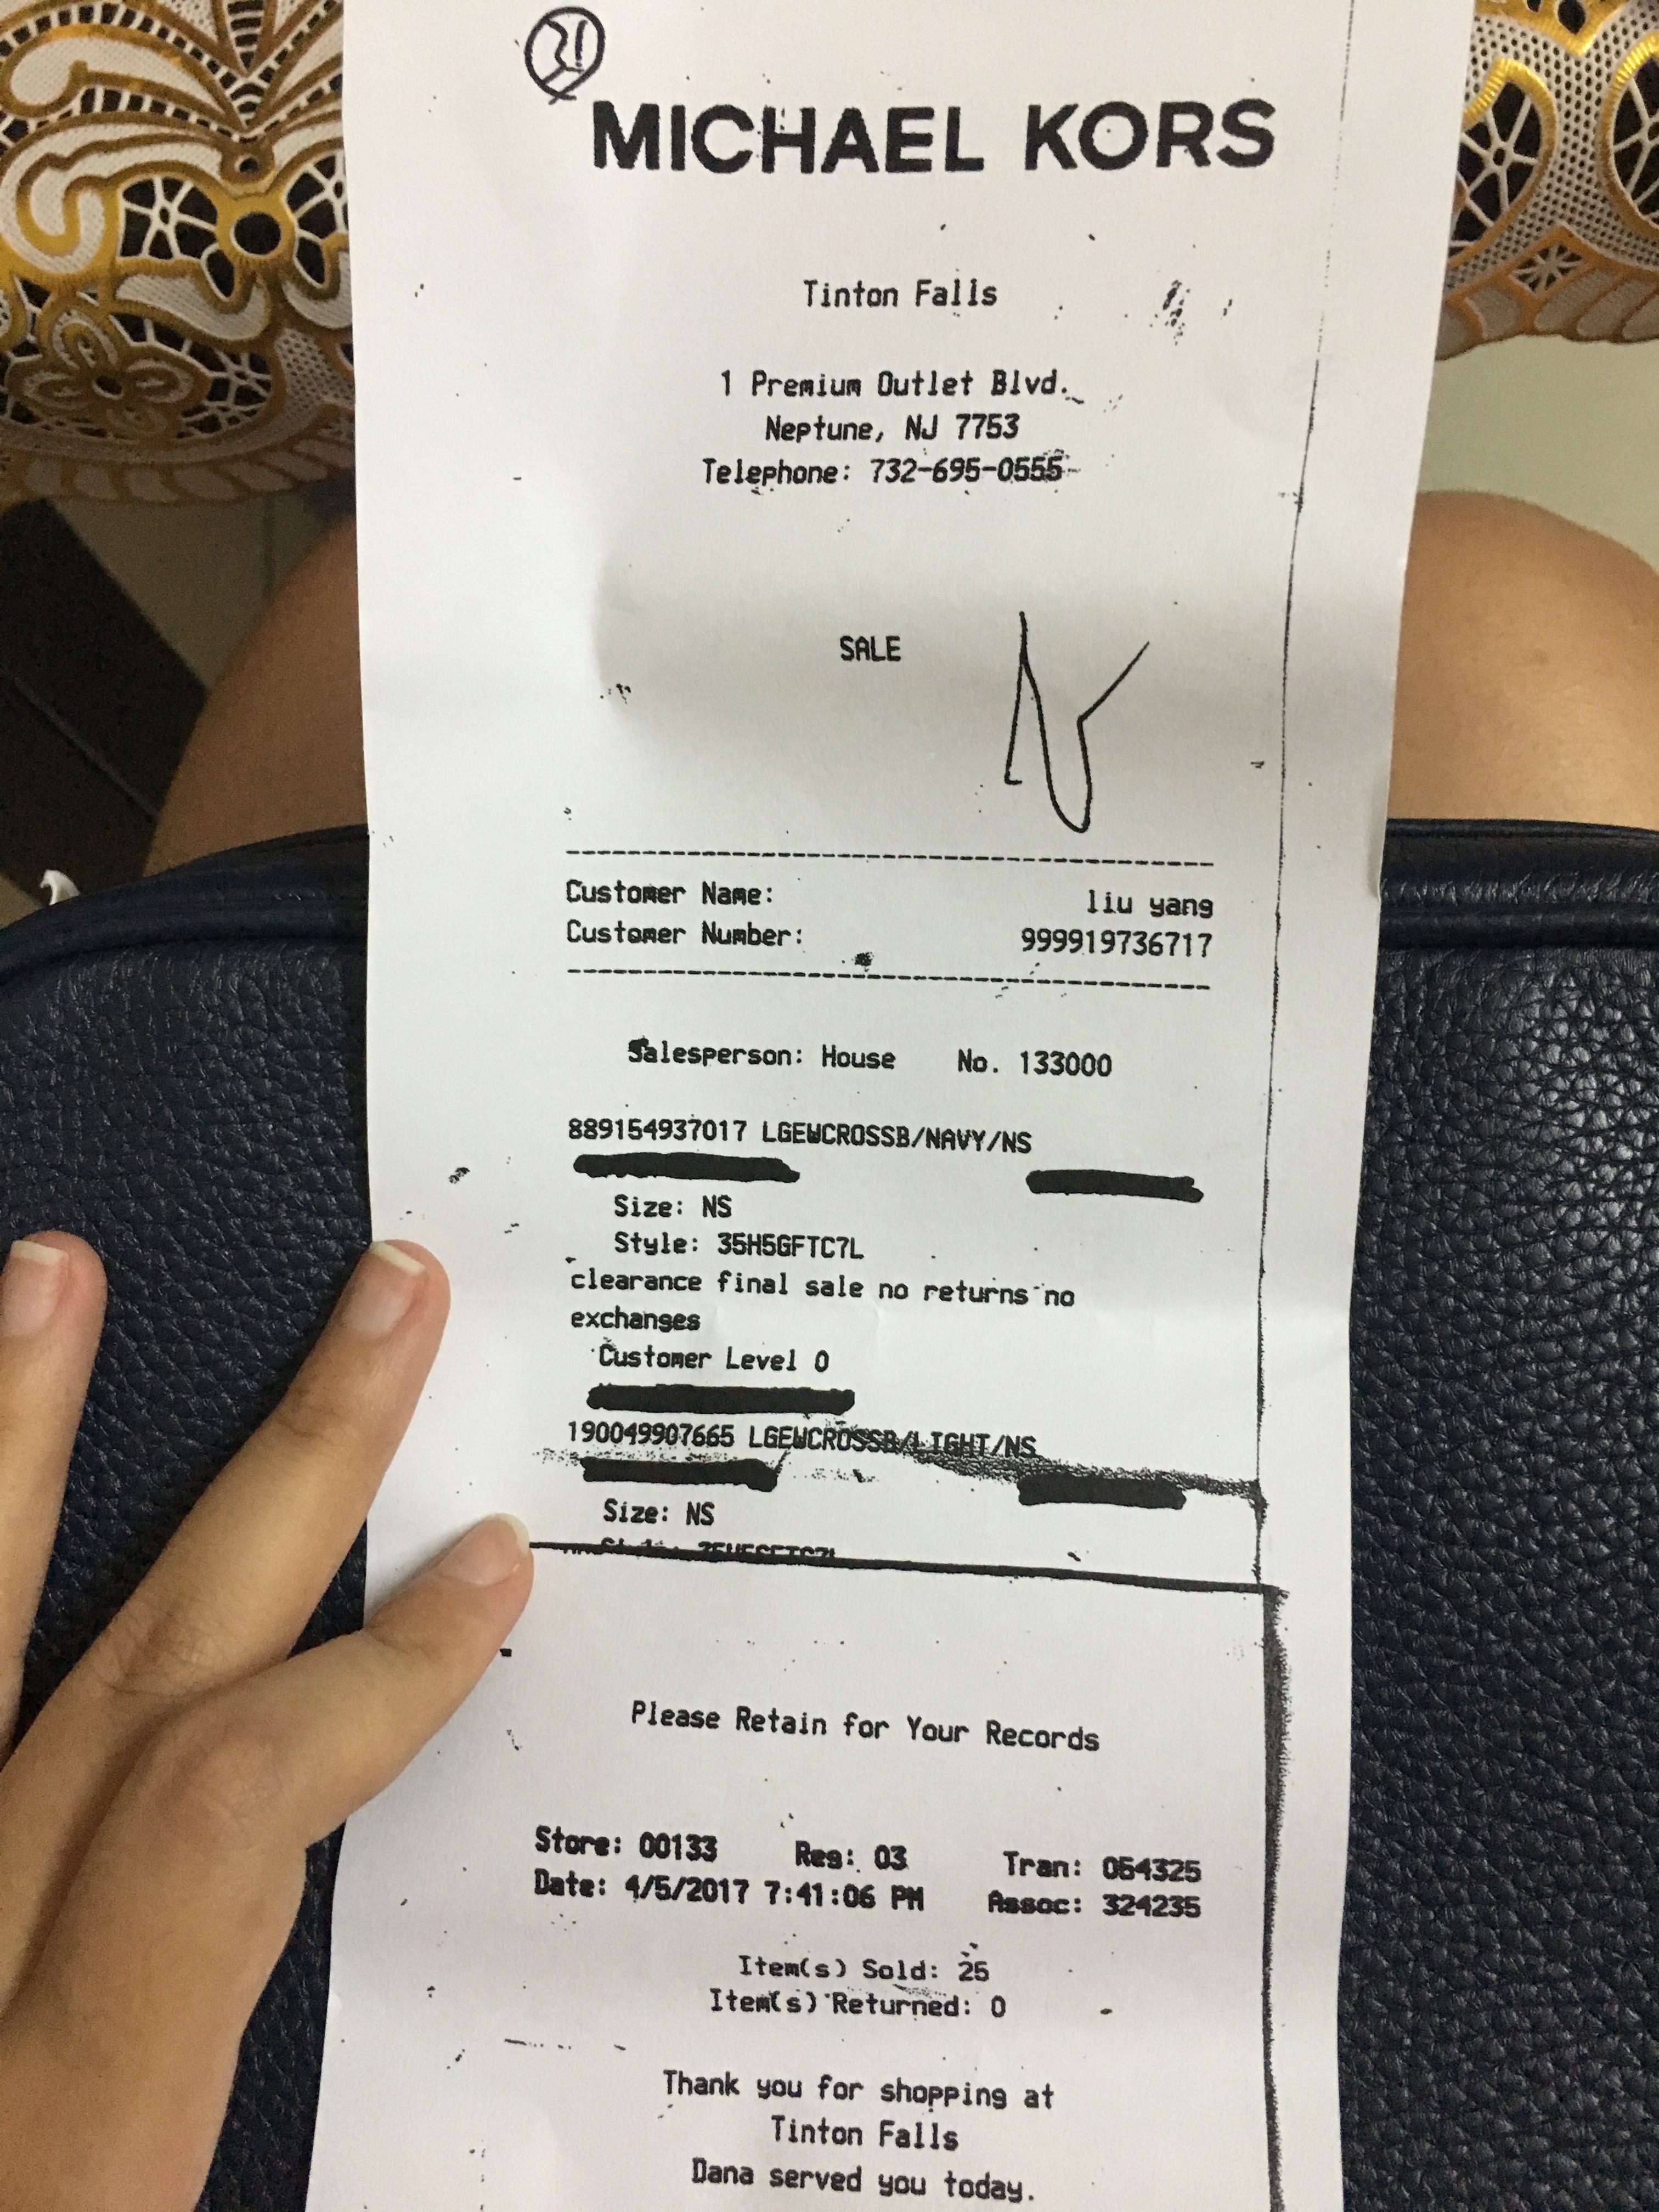 MICHAEL KORS
Tinton Falls
1 Premium Outlet Blvd.
Neptune, NJ 7753
Telephone: 732-695-0555
SALE
Customer Name: liu yang
Customer Number: 999919736717
Salesperson: House No. 133000
889154937017 LGEWCROSSB/NAVY/NS
Size: NS
Style: 35H5GFTC7L
clearance final sale no returns no
exchanges
Customer Level 0
190049907665 LGEWCROSSB/LIGHT/NS
Size: NS
Please Retain for Your Records
Store: 00133 Reg: 03 Tran: 054325
Date: 4/5/2017 7:41:06 PM Assoc: 324235
Item(s) Sold: 25
Item(s) Returned: 0
Thank you for shopping at
Tinton Falls
Dana served you today.